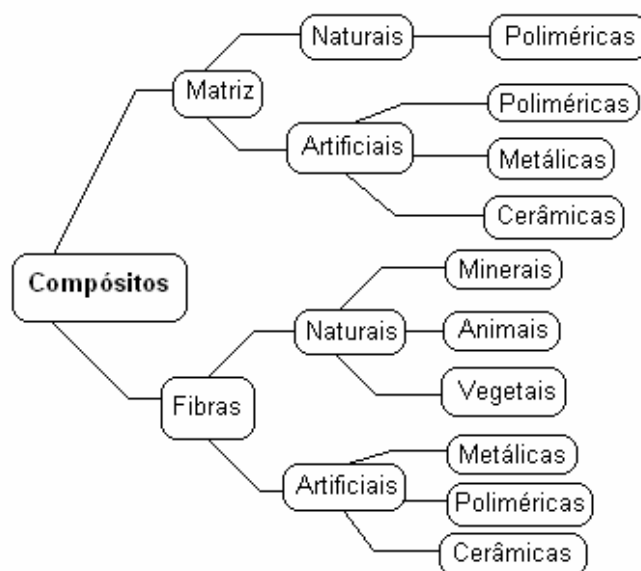 Naturais
Poliméricas
Matriz
Poliméricas
Artificiais
Metálicas
Cerâmicas
Compósitos
Minerais
Naturais
Animais
Vegetais
Fibras
Metálicas
Artificiais
Poliméricas
Cerâmicas